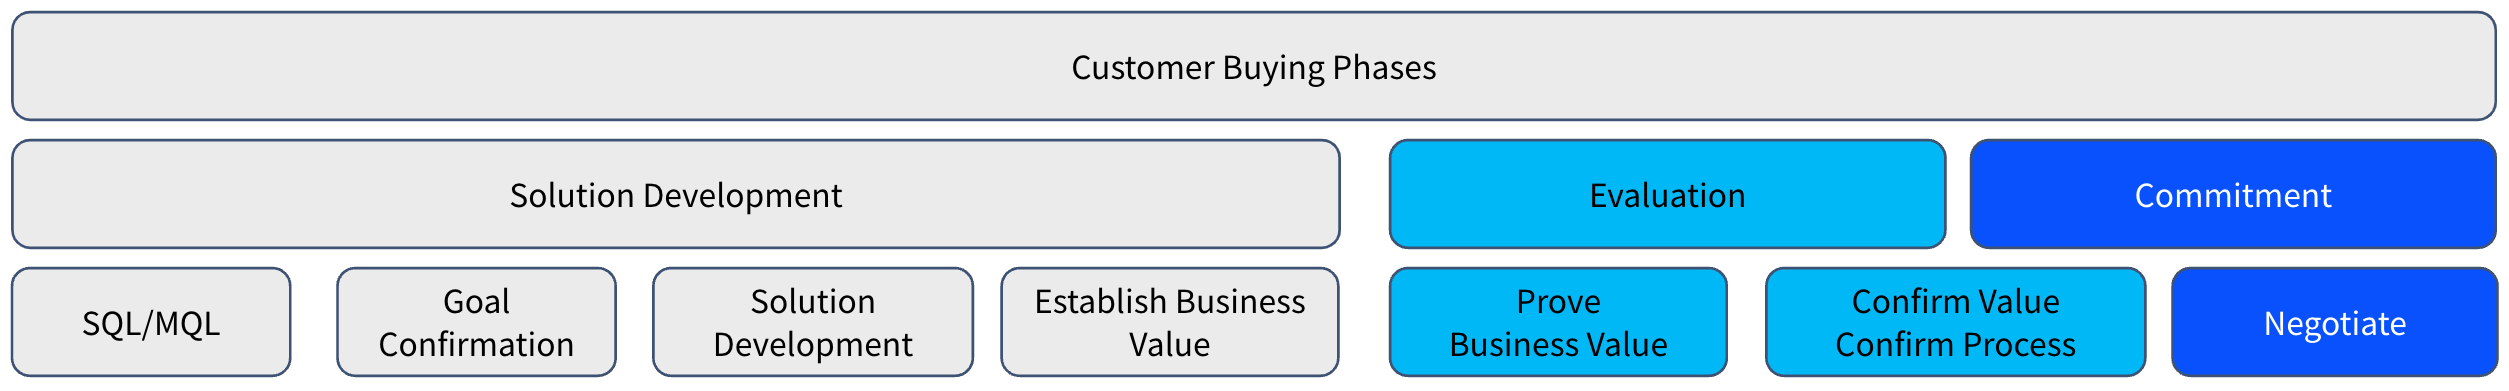 Customer Buying Phases
Solution Development
Evaluation
Commitment
SQL/MQL
Goal
Confirmation
Solution
Development
Establish Business
Value
Prove
Business Value
Confirm Value
Confirm Process
Negotiate